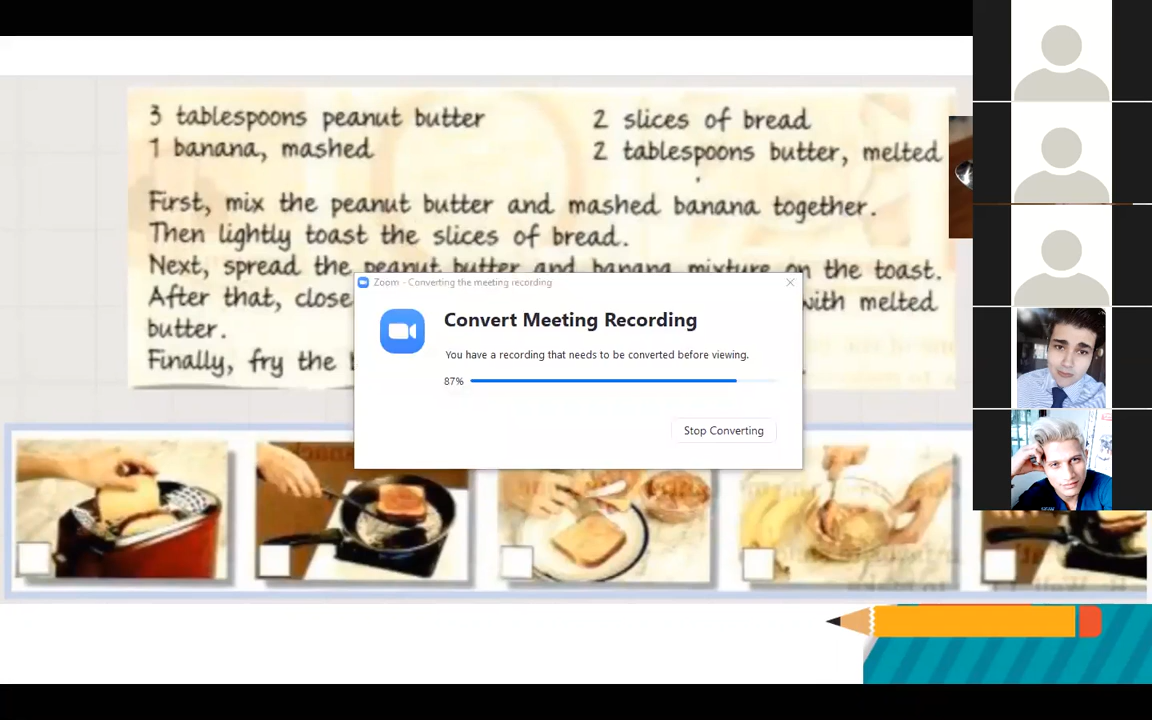 3 tablespoons peanut butter
2 slices of bread
1 banana, mashed
2 tablespoons butter, melted
First, mix the peanut butter and mashed banana together.
Then lightly toast the slices of bread.
Next, spread the peanut butter and banana mixture on the toast.
After that, close
with melted
butter.
Finally, fry the
Zoom - Converting the meeting recording
Convert Meeting Recording
You have a recording that needs to be converted before viewing.
87%
Stop Converting